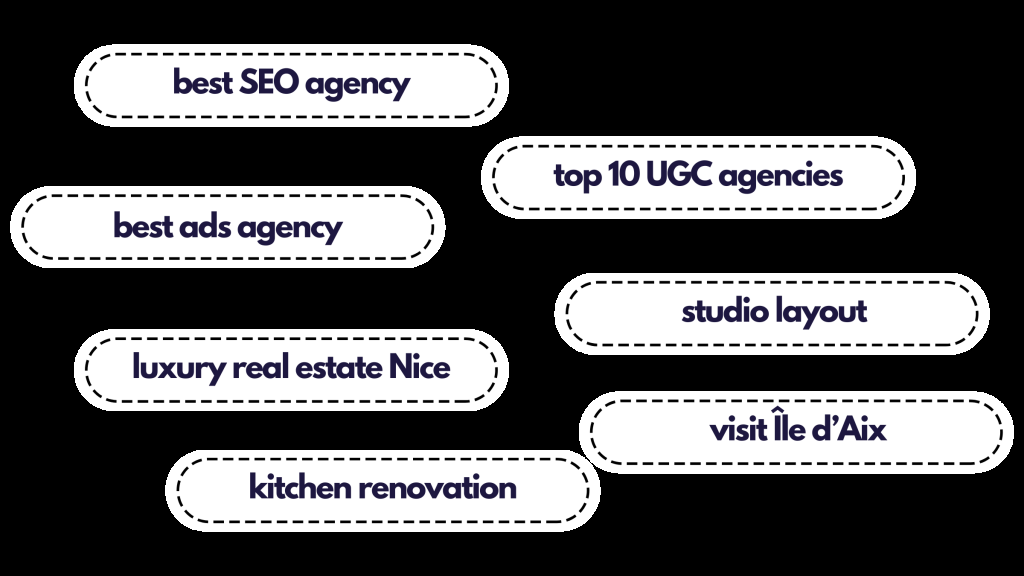 best SEO agency
top 10 UGC agencies
best ads agency
studio layout
luxury real estate Nice
visit Île d’Aix
kitchen renovation